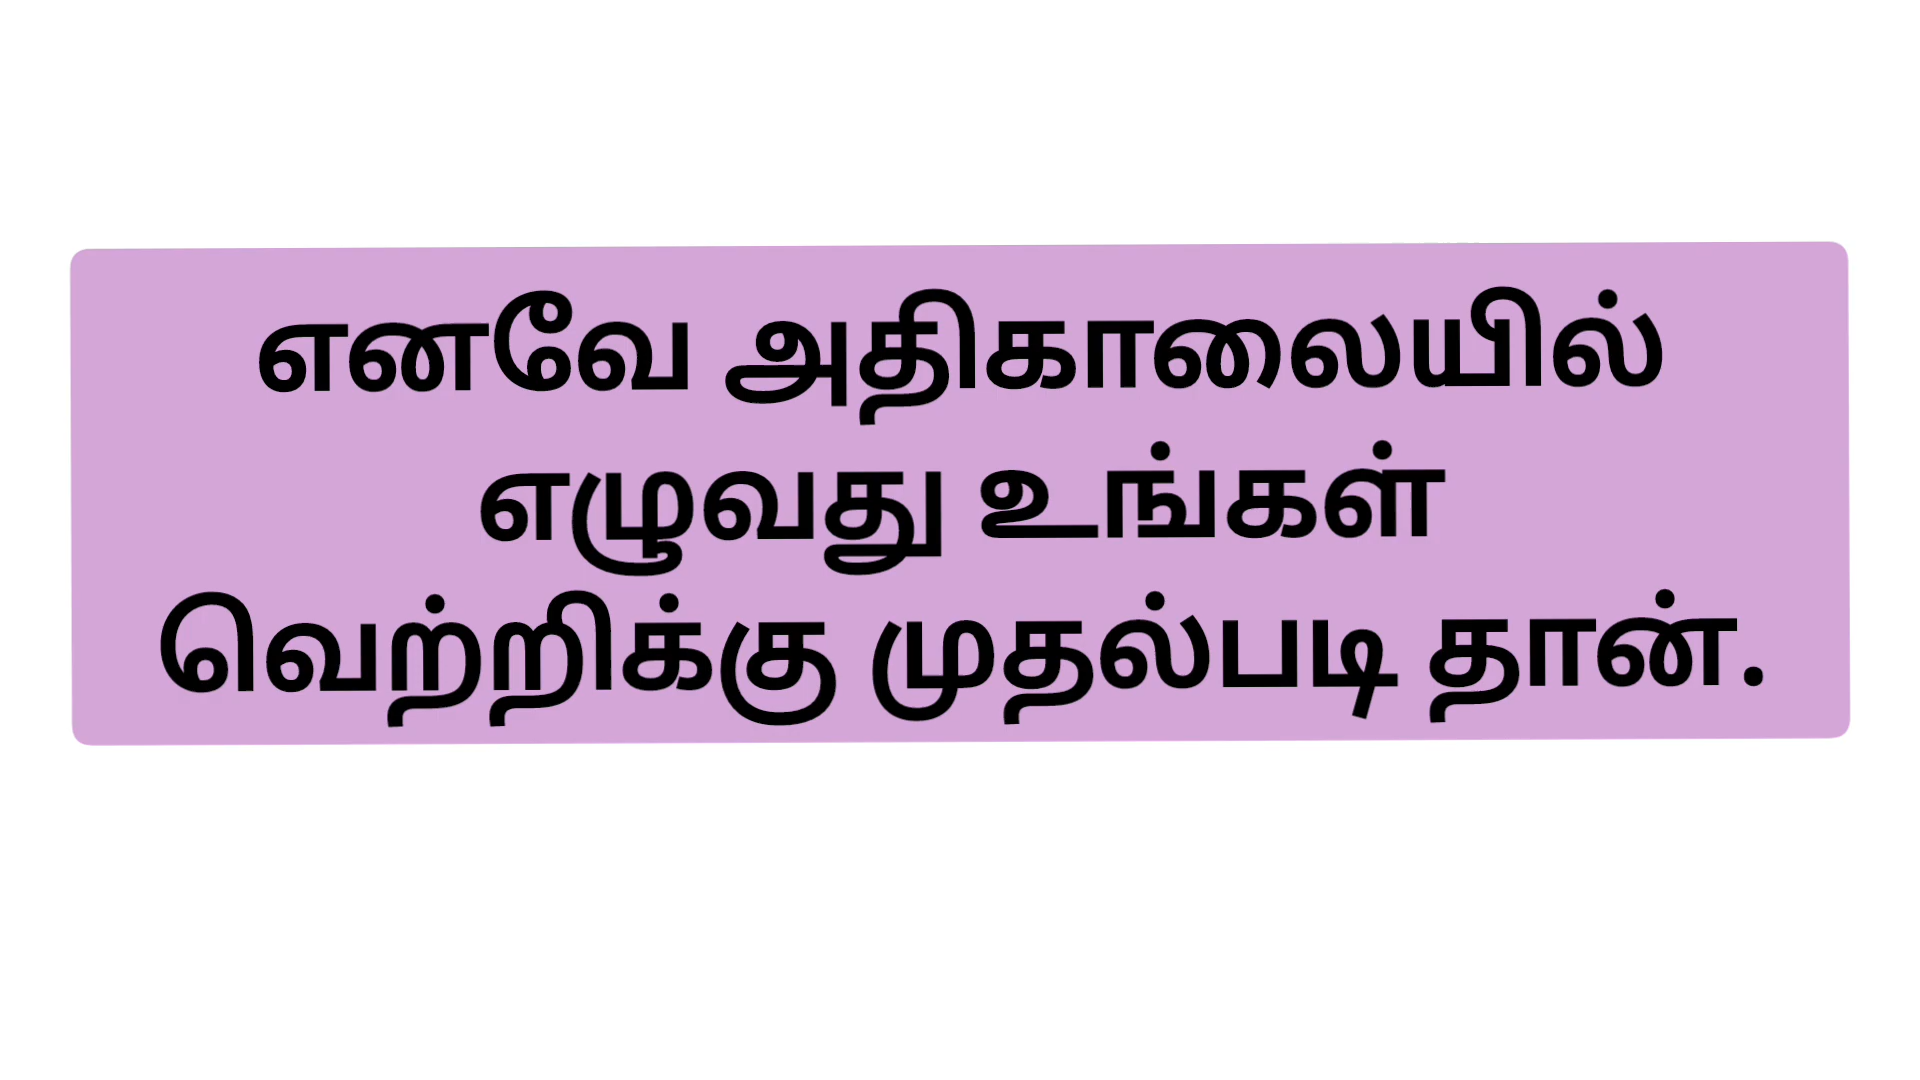 எனவே அதிகாலையில்
எழுவது உங்கள்
வெற்றிக்கு முதல்படி தான்.